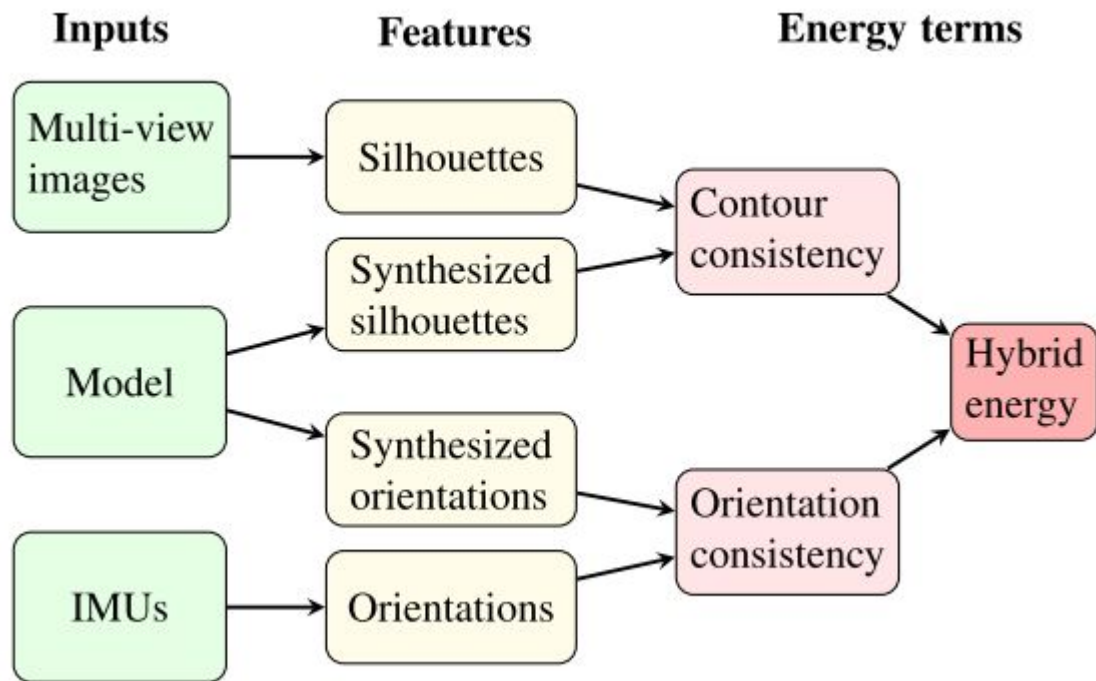 Inputs
Features
Energy terms
Multi-view
images
Silhouettes
Contour
consistency
Synthesized
silhouettes
Model
Hybrid
energy
Synthesized
orientations
Orientation
consistency
IMUs
Orientations